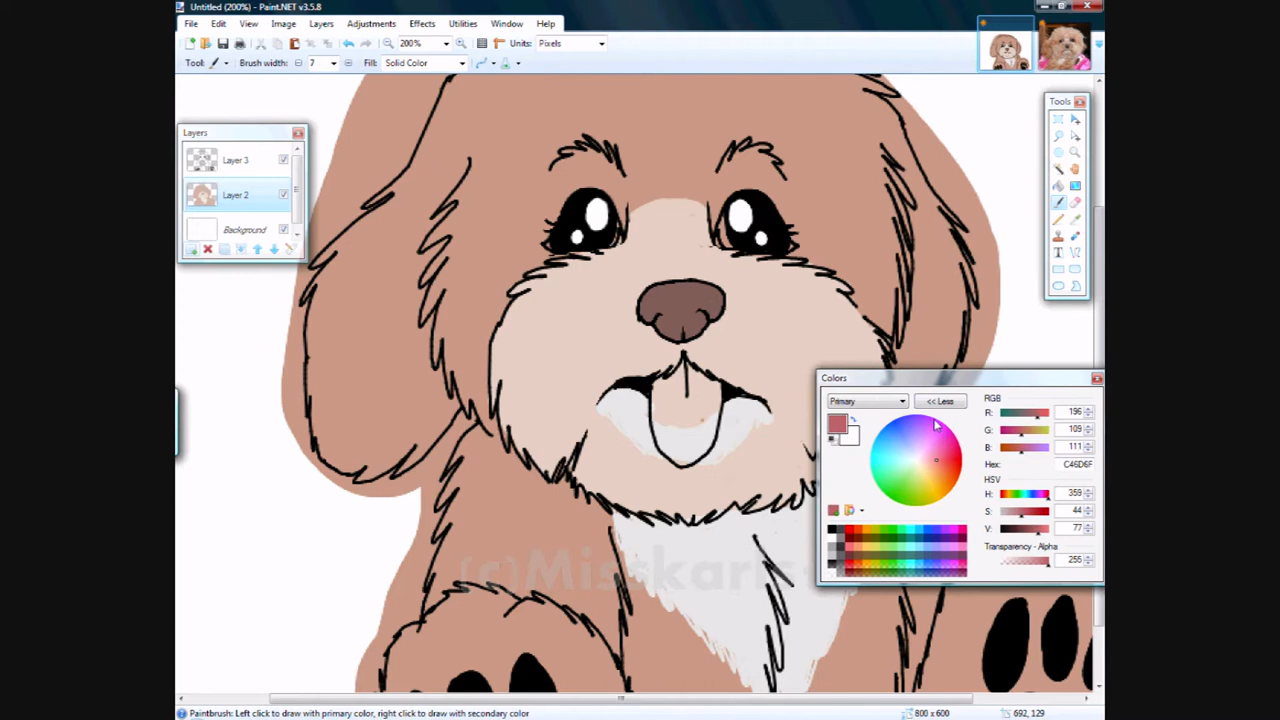 Untitled (200%) - Paint.NET v3.5.8
File Edit View Image Layers Adjustments Effects Utilities Window Help
200% Units: Pixels
Tool: Brush width: 7 Fill: Solid Color
Layers
Layer 3
Layer 2
Background
Tools
Colors
Primary << Less
RGB
R: 196
G: 109
B: 111
Hex: C46D6F
HSV
H: 359
S: 44
V: 77
Transparency - Alpha
255
Paintbrush: Left click to draw with primary color, right click to draw with secondary color
800 x 600 692, 129